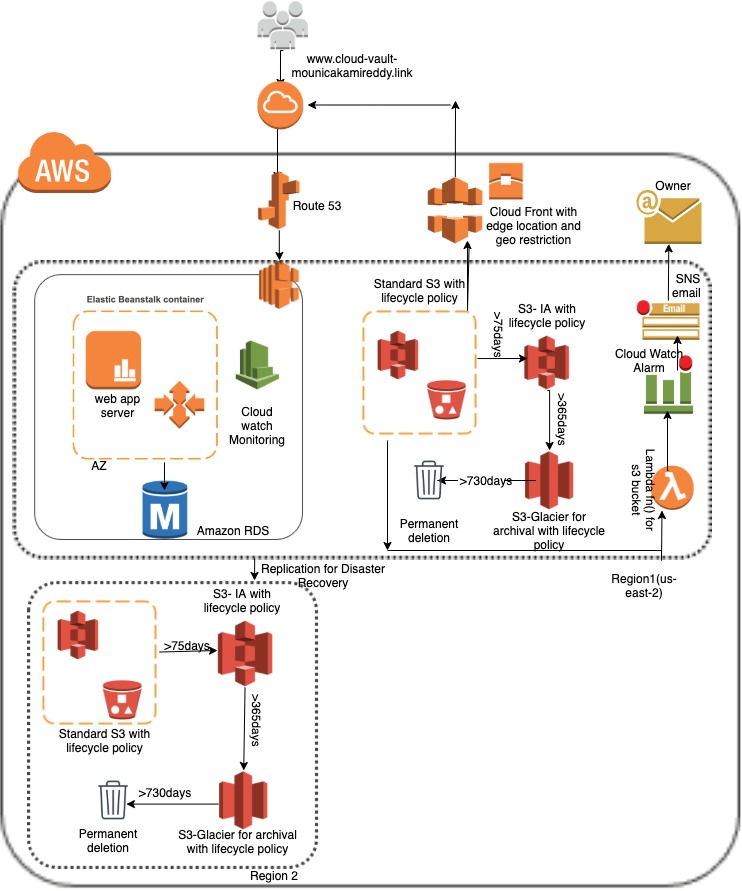 www.cloud-vault-
mounicakamireddy.link
AWS
Route 53
Cloud Front with
edge location and
geo restriction
Owner
@
SNS
email
Email
Cloud Watch
Alarm
Lambda fn() for
s3 bucket
λ
Region1(us-
east-2)
Elastic Beanstalk container
web app
server
AZ
Cloud
watch
Monitoring
M
Amazon RDS
Standard S3 with
lifecycle policy
>75days
S3- IA with
lifecycle policy
>365days
S3-Glacier for
archival with lifecycle
policy
>730days
Permanent
deletion
Replication for Disaster
Recovery
S3- IA with
lifecycle policy
>75days
Standard S3 with
lifecycle policy
>365days
>730days
Permanent
deletion
S3-Glacier for archival
with lifecycle policy
Region 2